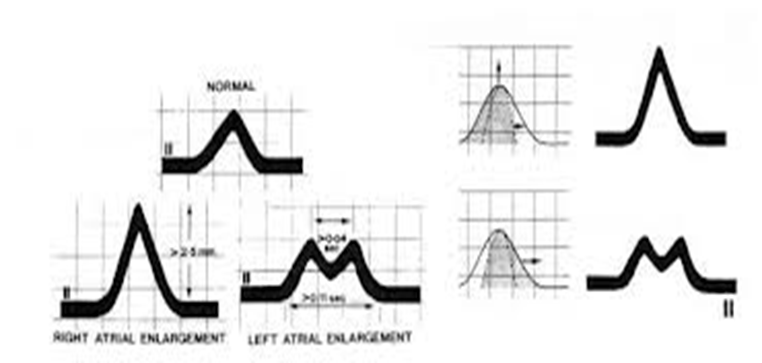 NORMAL
II
>2·5 mm
II
RIGHT ATRIAL ENLARGEMENT
>0·04 sec
II
>0·11 sec
LEFT ATRIAL ENLARGEMENT
II